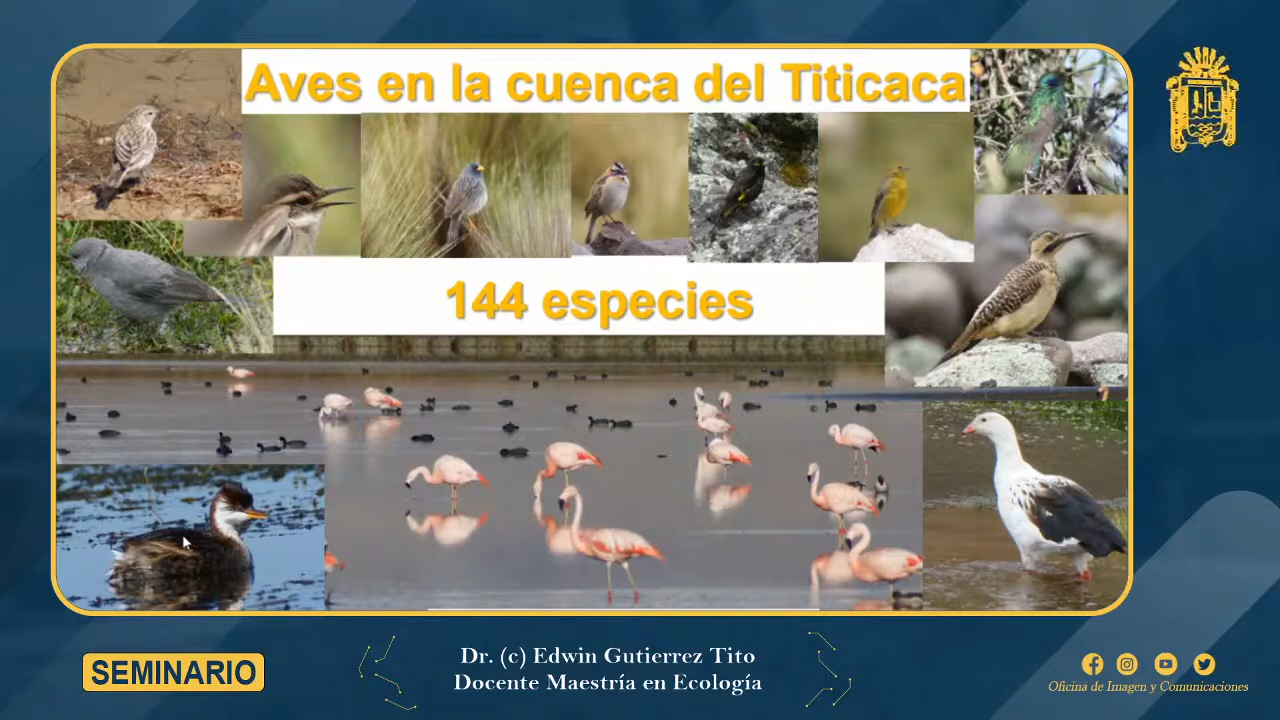 Aves en la cuenca del Titicaca
144 especies
SEMINARIO
Dr. (c) Edwin Gutierrez Tito
Docente Maestría en Ecología
Oficina de Imagen y Comunicaciones